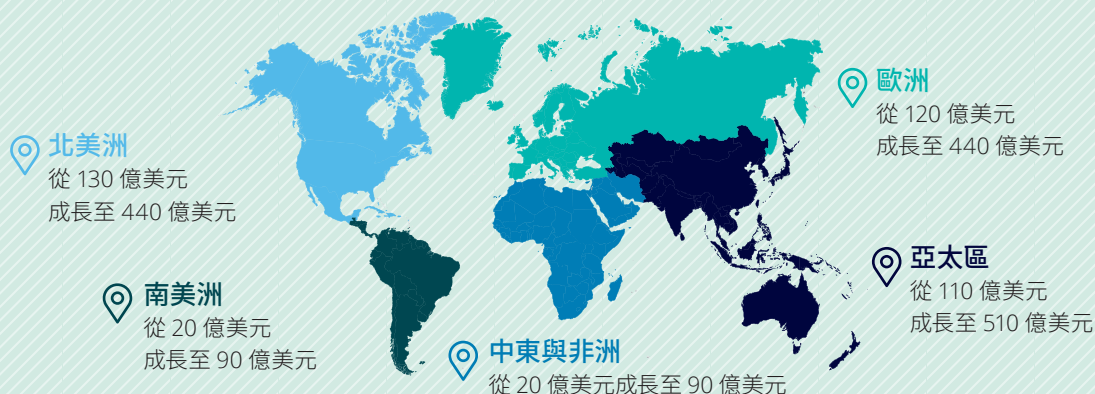 北美洲
從 130 億美元
成長至 440 億美元
南美洲
從 20 億美元
成長至 90 億美元
中東與非洲
從 20 億美元成長至 90 億美元
歐洲
從 120 億美元
成長至 440 億美元
亞太區
從 110 億美元
成長至 510 億美元